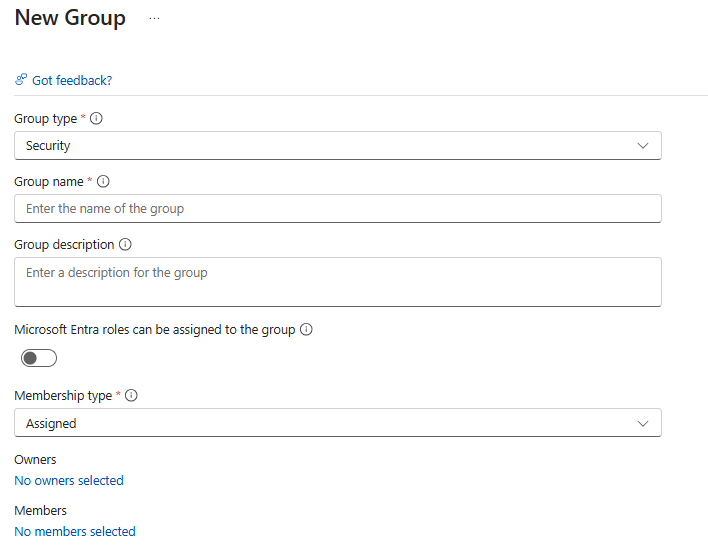 New Group ...
Got feedback?
Group type *
Security
Group name *
Enter the name of the group
Group description
Enter a description for the group
Microsoft Entra roles can be assigned to the group
Membership type *
Assigned
Owners
No owners selected
Members
No members selected